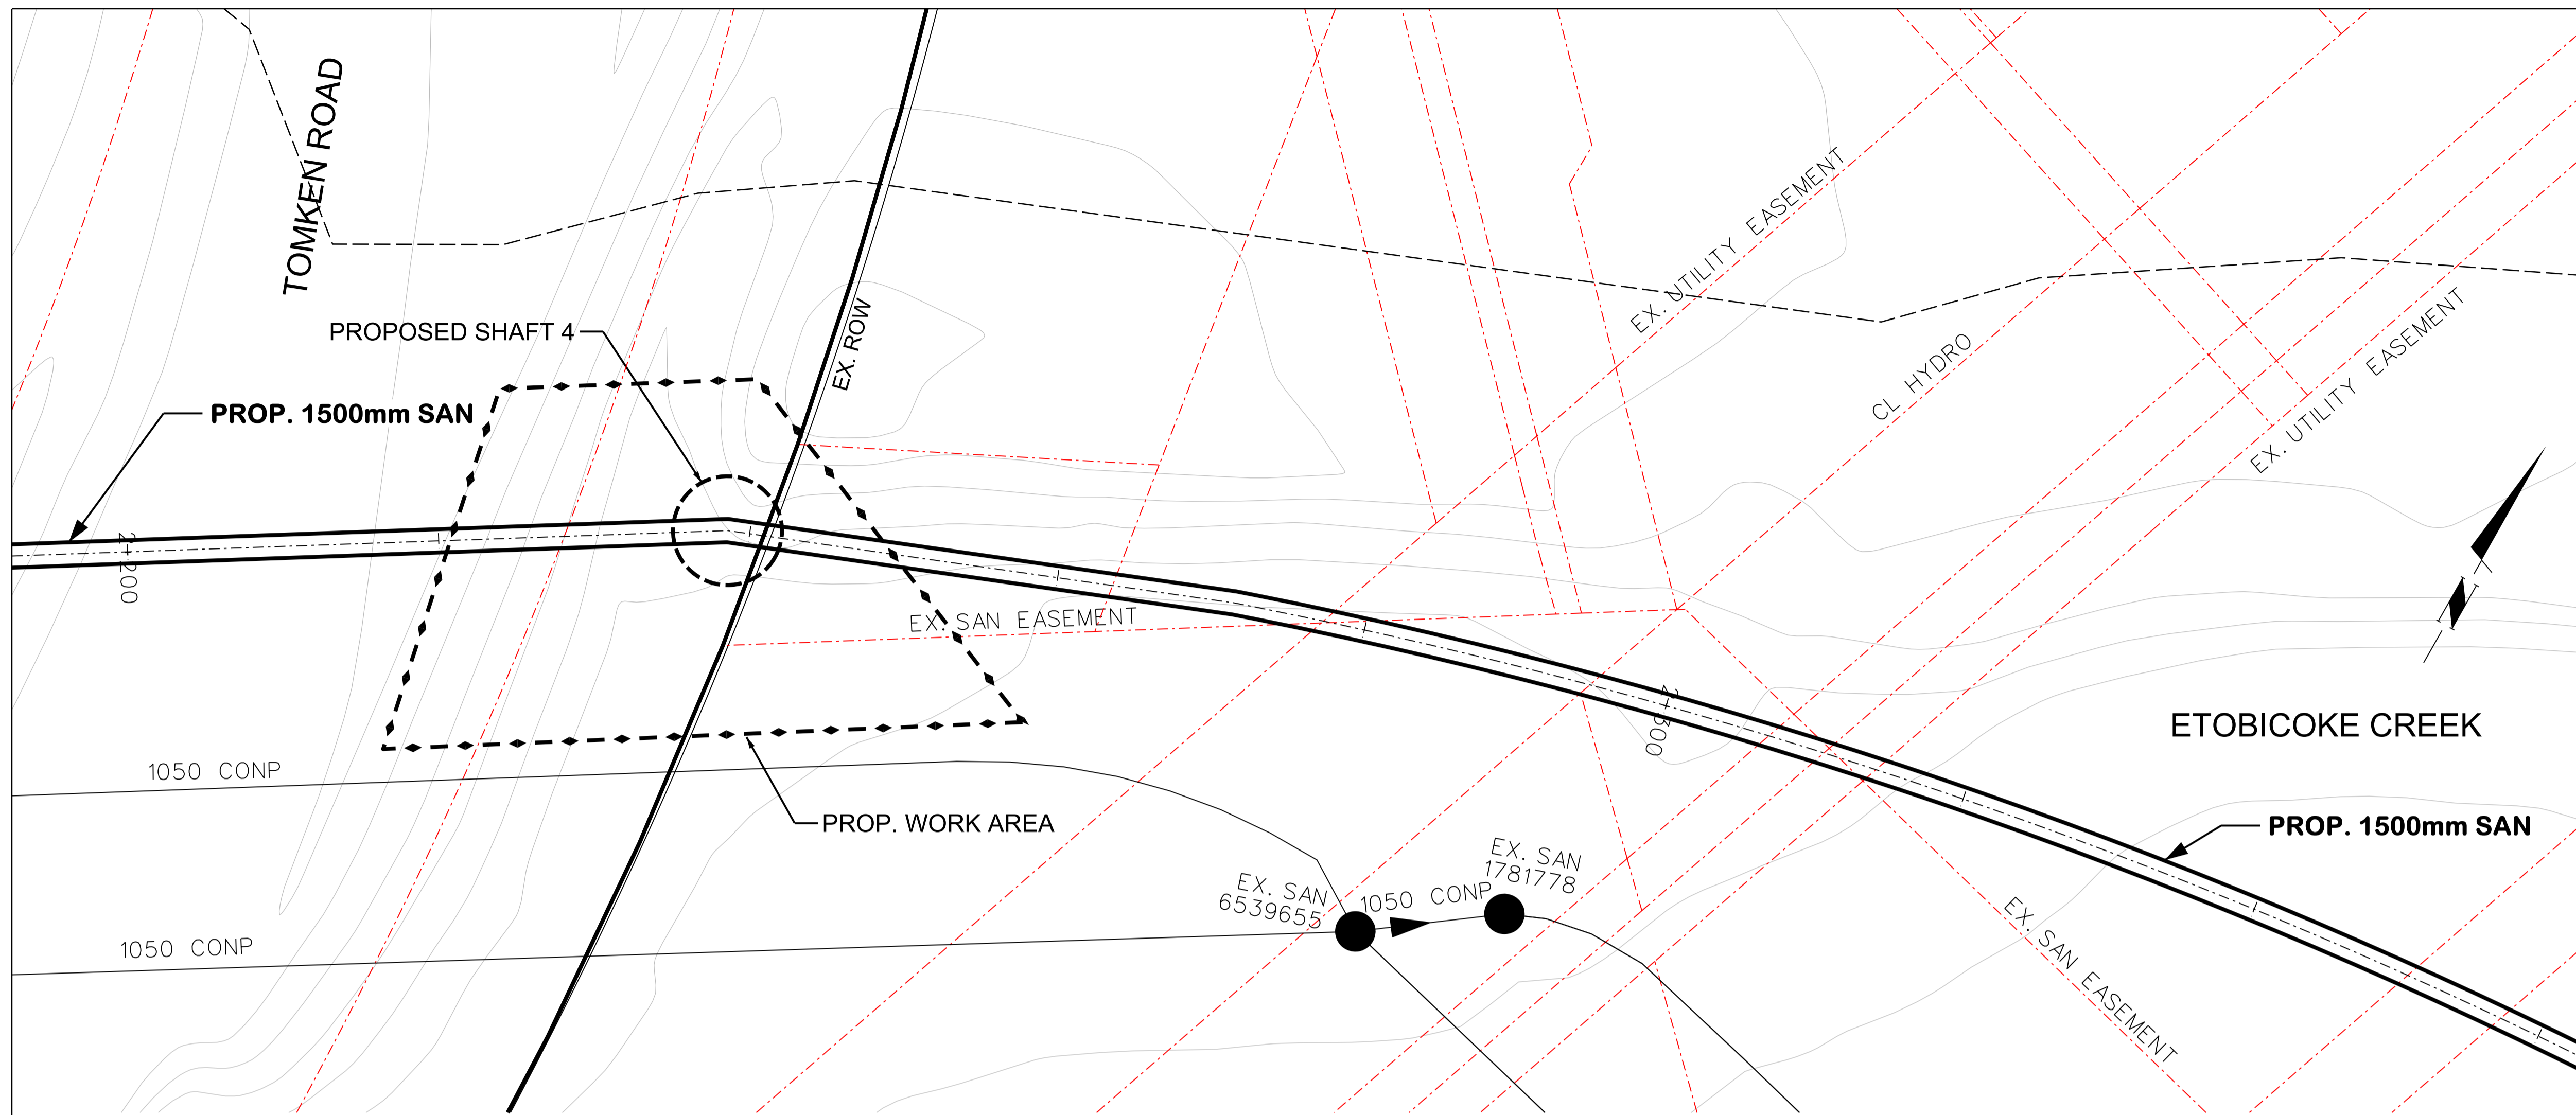 TOMKEN ROAD
EX. UTILITY EASEMENT
PROPOSED SHAFT 4
EX. ROW
CL HYDRO
EX. UTILITY EASEMENT
PROP. 1500mm SAN
2+200
EX. SAN EASEMENT
2+300
ETOBICOKE CREEK
1050 CONP
PROP. WORK AREA
PROP. 1500mm SAN
EX. SAN
1781778
EX. SAN
6539655
1050 CONP
1050 CONP
EX. SAN EASEMENT